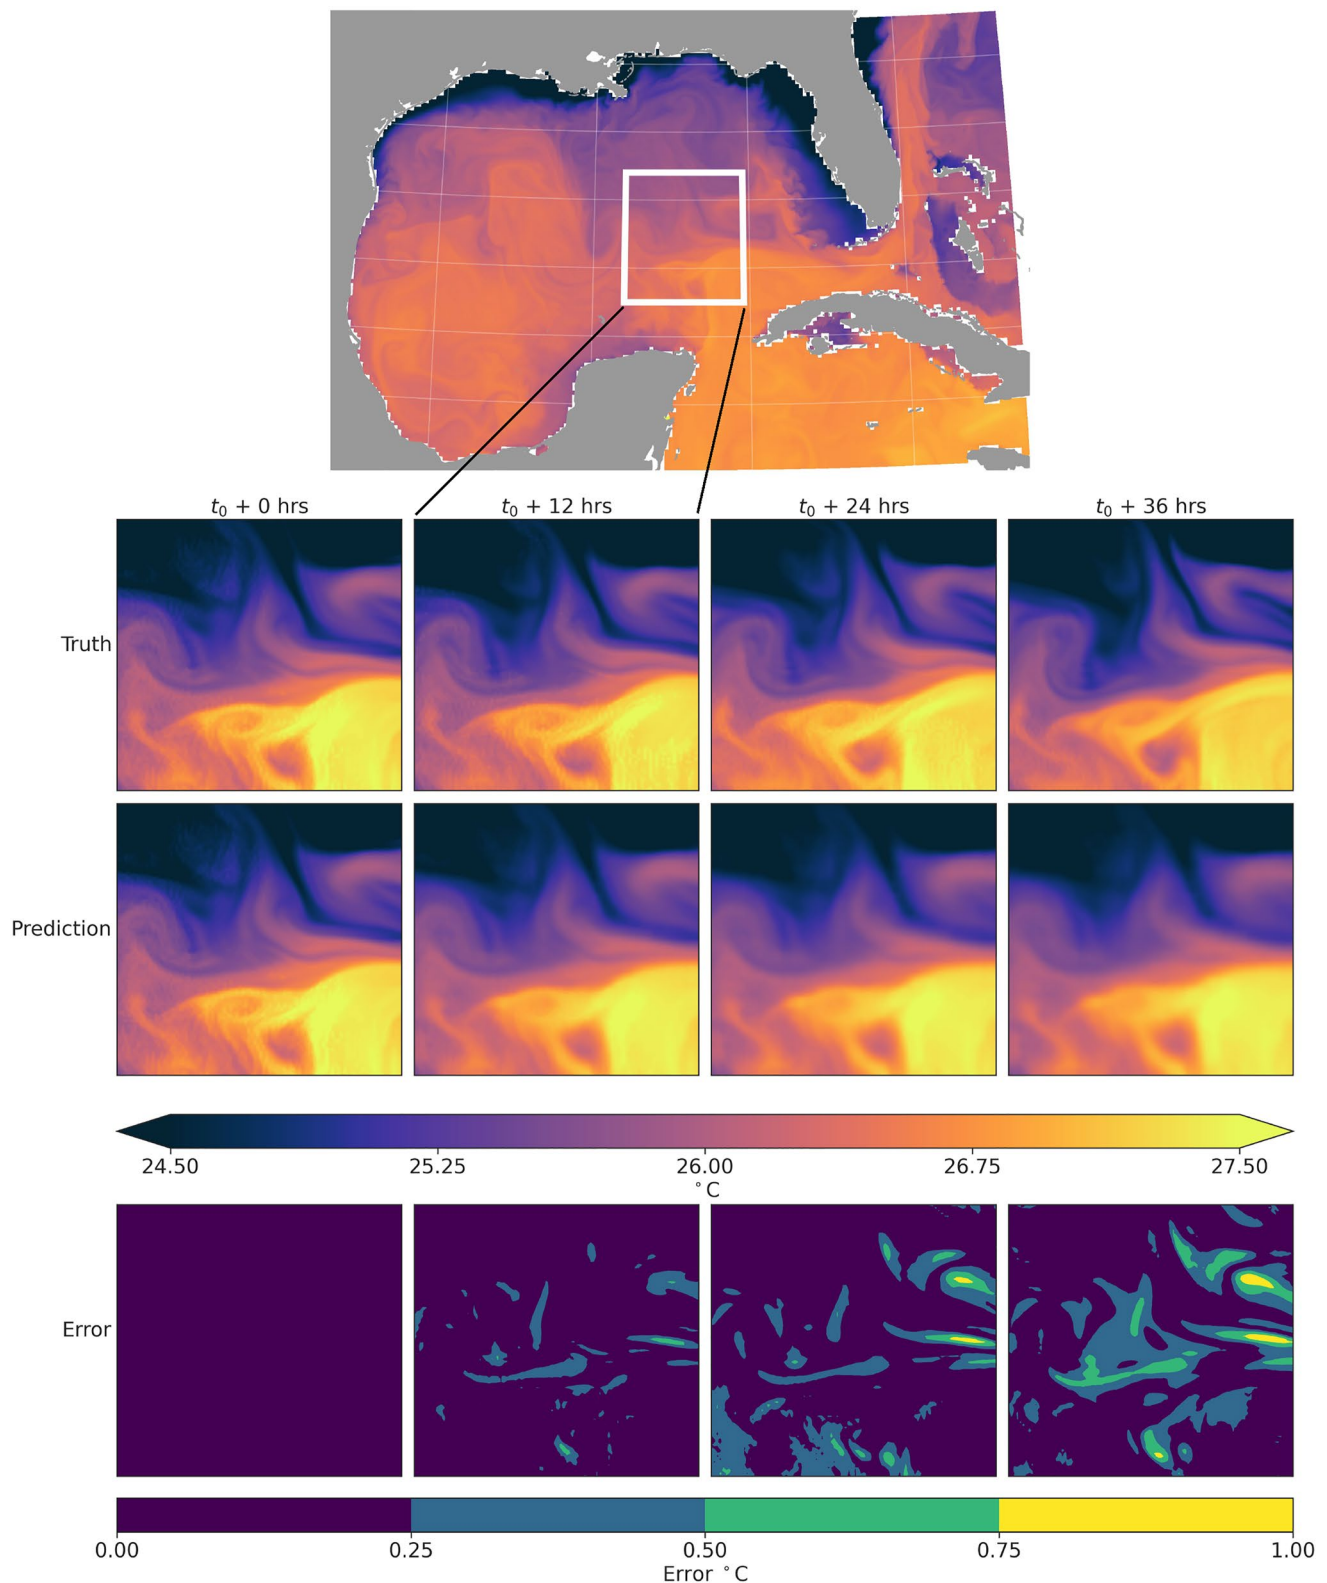 t₀ + 0 hrs t₀ + 12 hrs t₀ + 24 hrs t₀ + 36 hrs
Truth
Prediction
24.50 25.25 26.00 26.75 27.50
°C
Error
0.00 0.25 0.50 0.75 1.00
Error °C